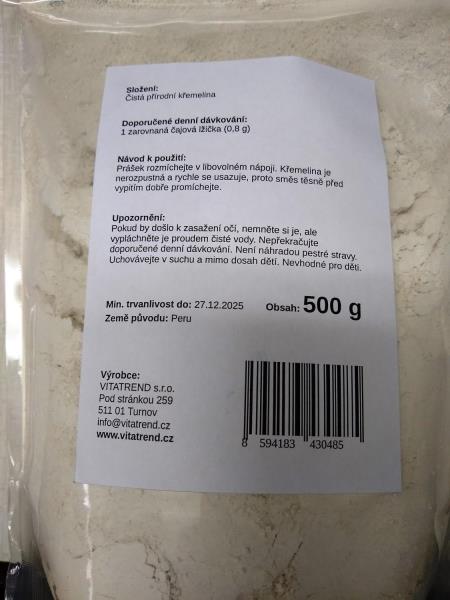 Složení:
Čistá přírodní křemelina
Doporučené denní dávkování:
1 zarovnaná čajová lžička (0,8 g)
Návod k použití:
Prášek rozmíchejte v libovolném nápoji. Křemelina je
nerozpustná a rychle se usazuje, proto směs těsně před
vypitím dobře promíchejte.
Upozornění:
Pokud by došlo k zasažení očí, nemněte si je, ale
vypláchněte je proudem čisté vody. Nepřekračujte
doporučené denní dávkování. Není náhradou pestré stravy.
Uchovávejte v suchu a mimo dosah dětí. Nevhodné pro děti.
Min. trvanlivost do: 27.12.2025 Obsah: 500 g
Země původu: Peru
Výrobce:
VITATREND s.r.o.
Pod stránkou 259
511 01 Turnov
info@vitatrend.cz
www.vitatrend.cz
8 594183 430485